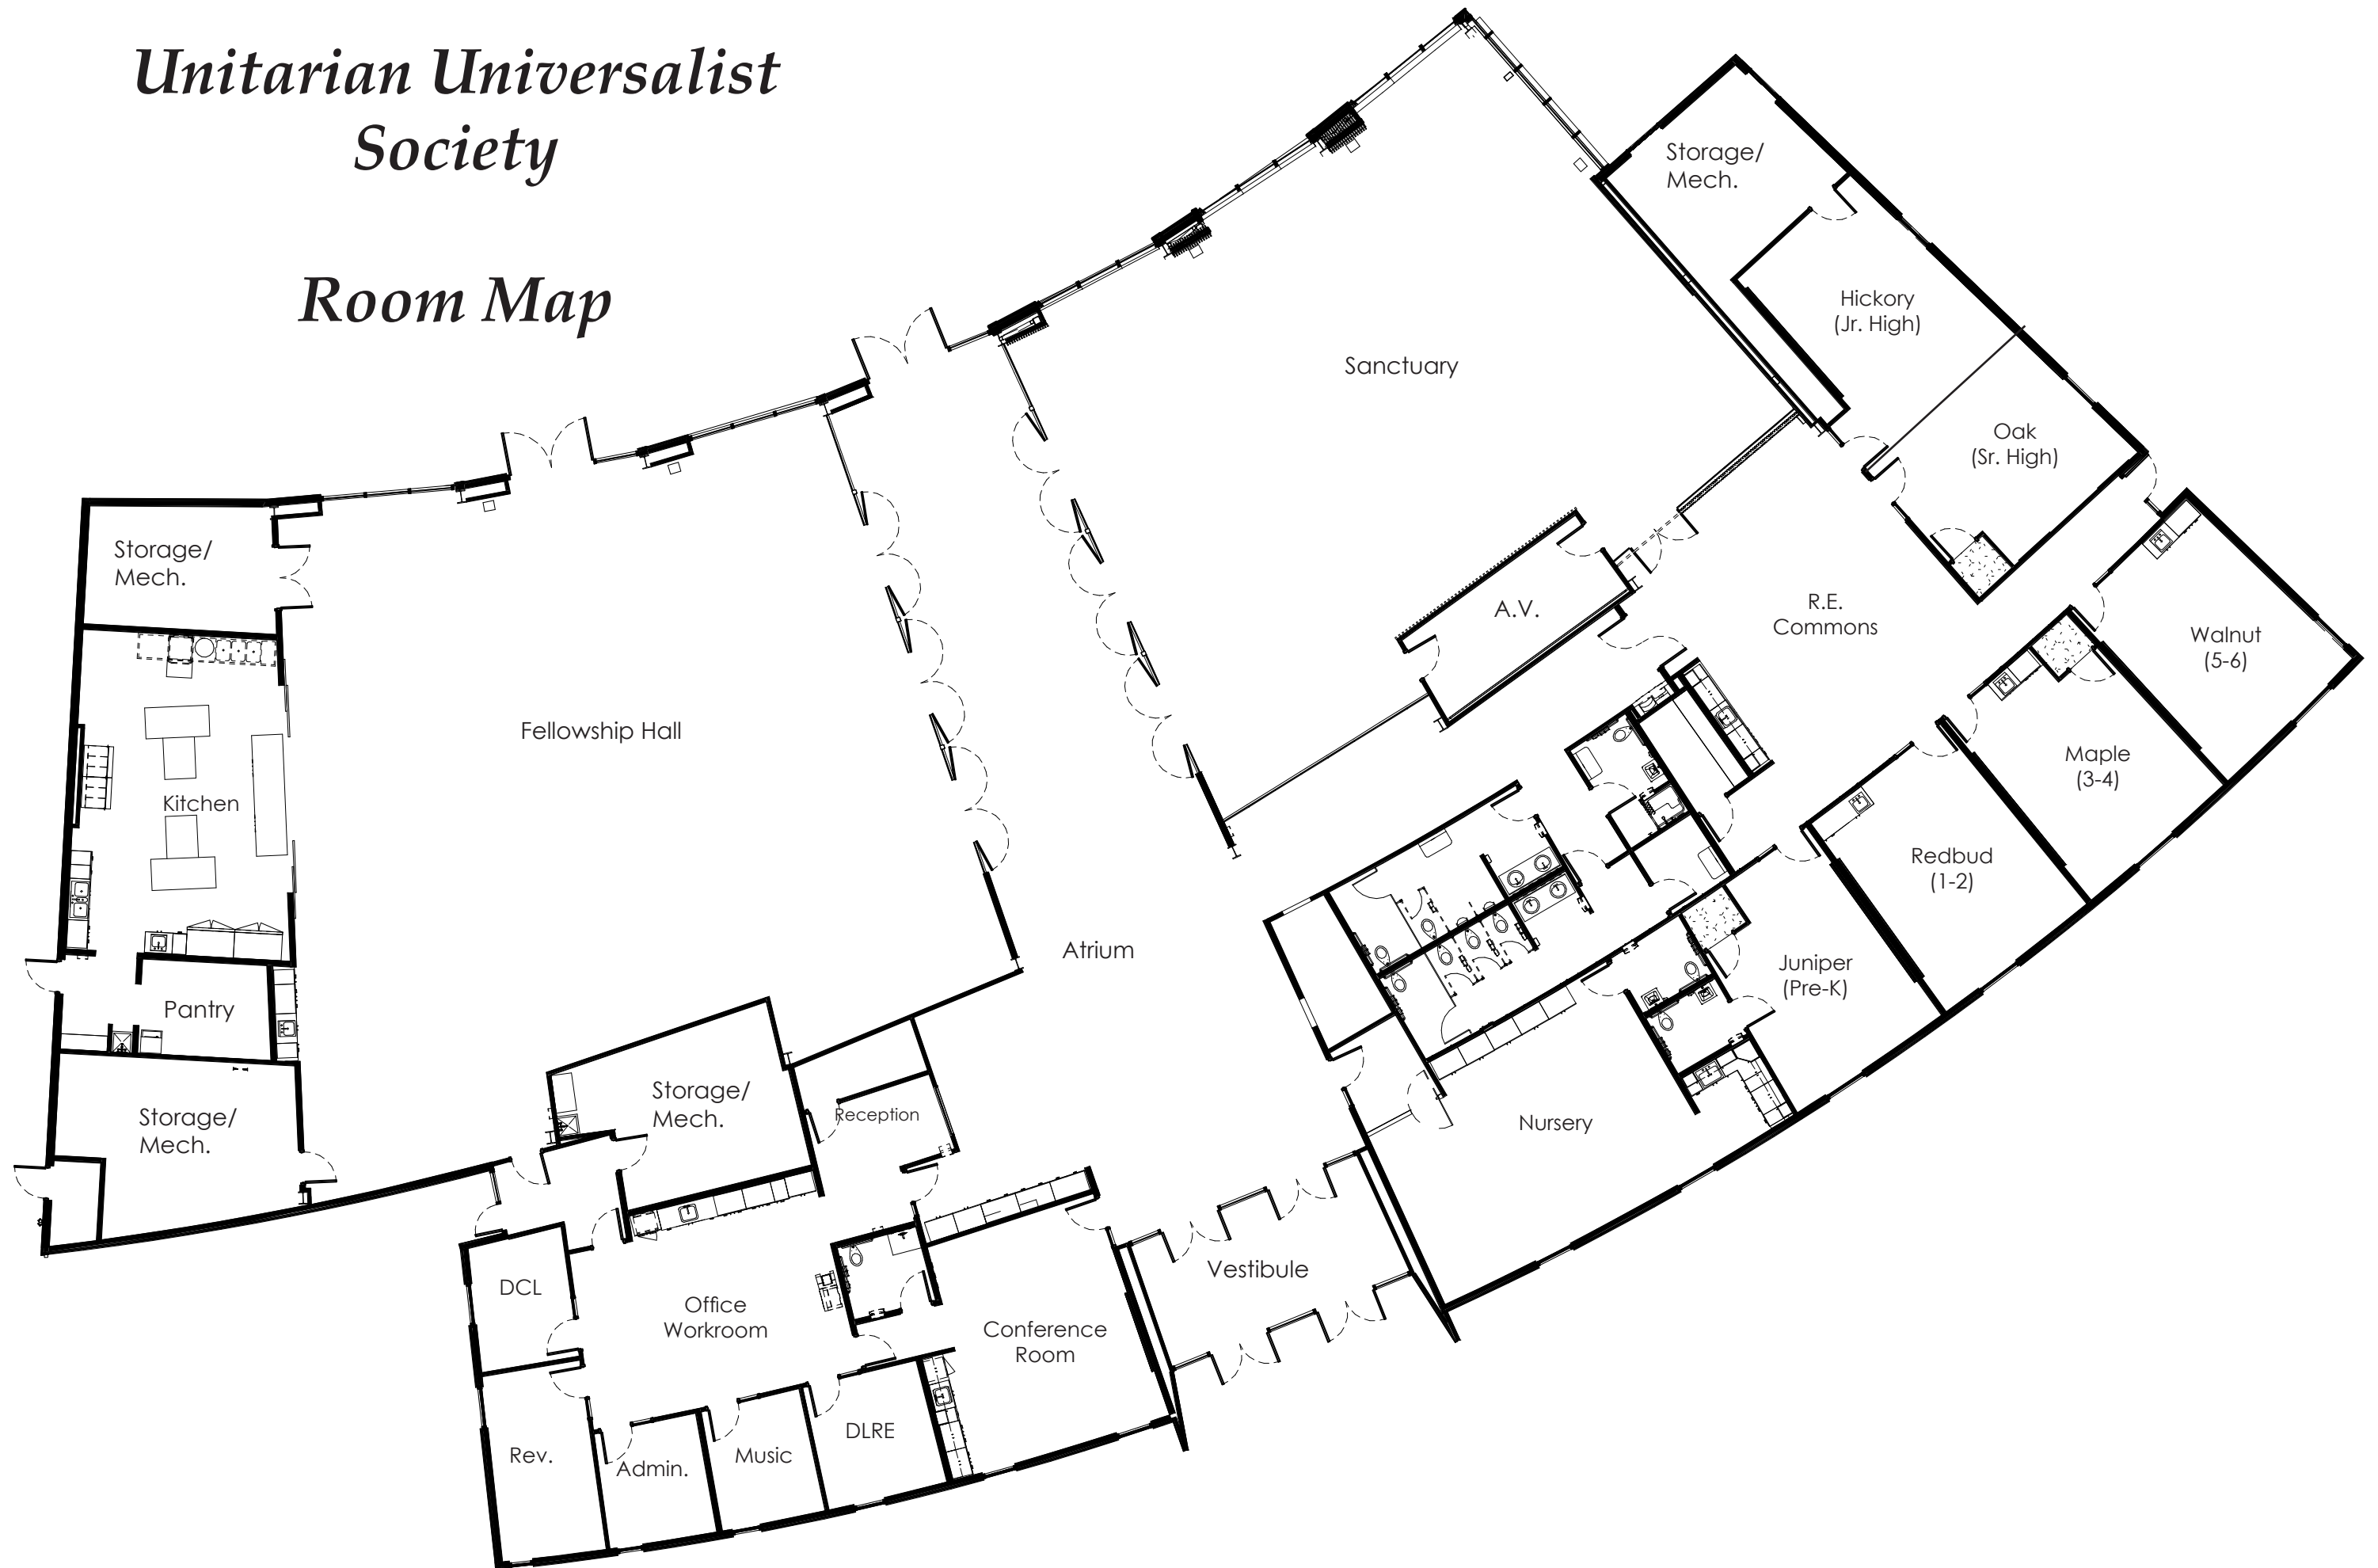 Unitarian Universalist
Society
Room Map
Storage/
Mech.
Hickory
(Jr. High)
Sanctuary
Oak
(Sr. High)
Storage/
Mech.
A.V.
R.E.
Commons
Walnut
(5-6)
Fellowship Hall
Maple
(3-4)
Kitchen
Redbud
(1-2)
Atrium
Juniper
(Pre-K)
Pantry
Storage/
Mech.
Reception
Storage/
Mech.
Nursery
Vestibule
DCL
Office
Workroom
Conference
Room
DLRE
Rev.
Admin.
Music